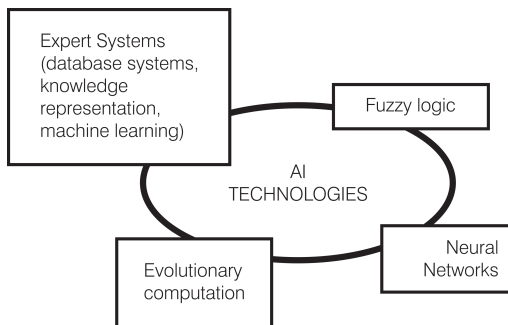 Expert Systems
(database systems,
knowledge
representation,
machine learning)
Fuzzy logic
AI
TECHNOLOGIES
Neural
Networks
Evolutionary
computation